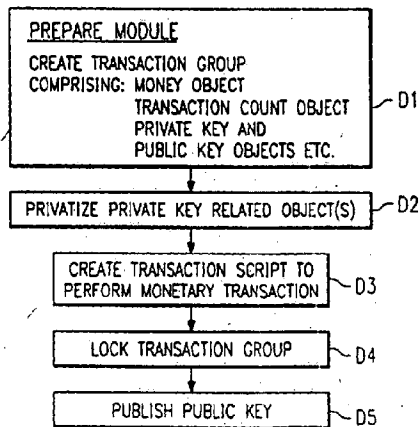 PREPARE MODULE
CREATE TRANSACTION GROUP
COMPRISING: MONEY OBJECT
TRANSACTION COUNT OBJECT
PRIVATE KEY AND
PUBLIC KEY OBJECTS ETC.
D1
PRIVATIZE PRIVATE KEY RELATED OBJECT(S)
D2
CREATE TRANSACTION SCRIPT TO
PERFORM MONETARY TRANSACTION
D3
LOCK TRANSACTION GROUP
D4
PUBLISH PUBLIC KEY
D5